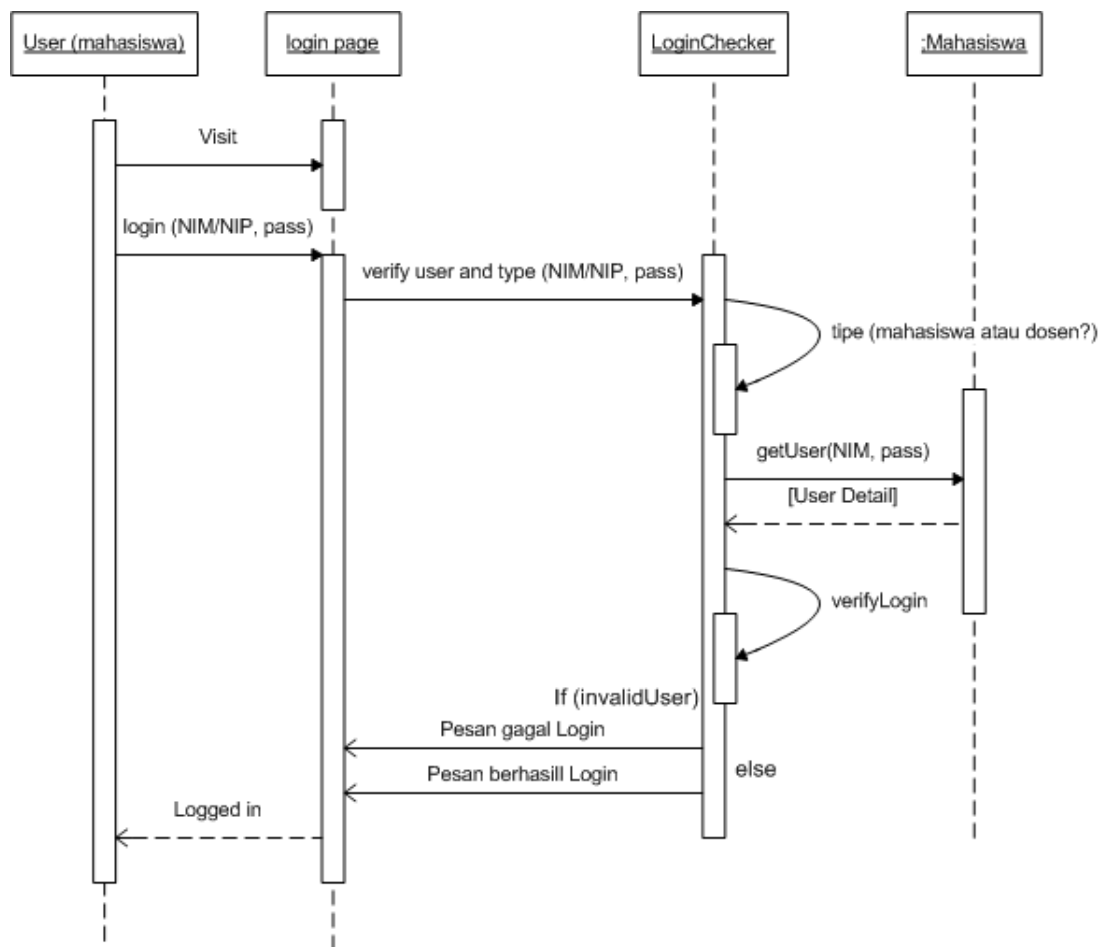 User (mahasiswa)
login page
LoginChecker
:Mahasiswa
Visit
login (NIM/NIP, pass)
verify user and type (NIM/NIP, pass)
tipe (mahasiswa atau dosen?)
getUser(NIM, pass)
[User Detail]
verifyLogin
If (invalidUser)
Pesan gagal Login
else
Pesan berhasill Login
Logged in